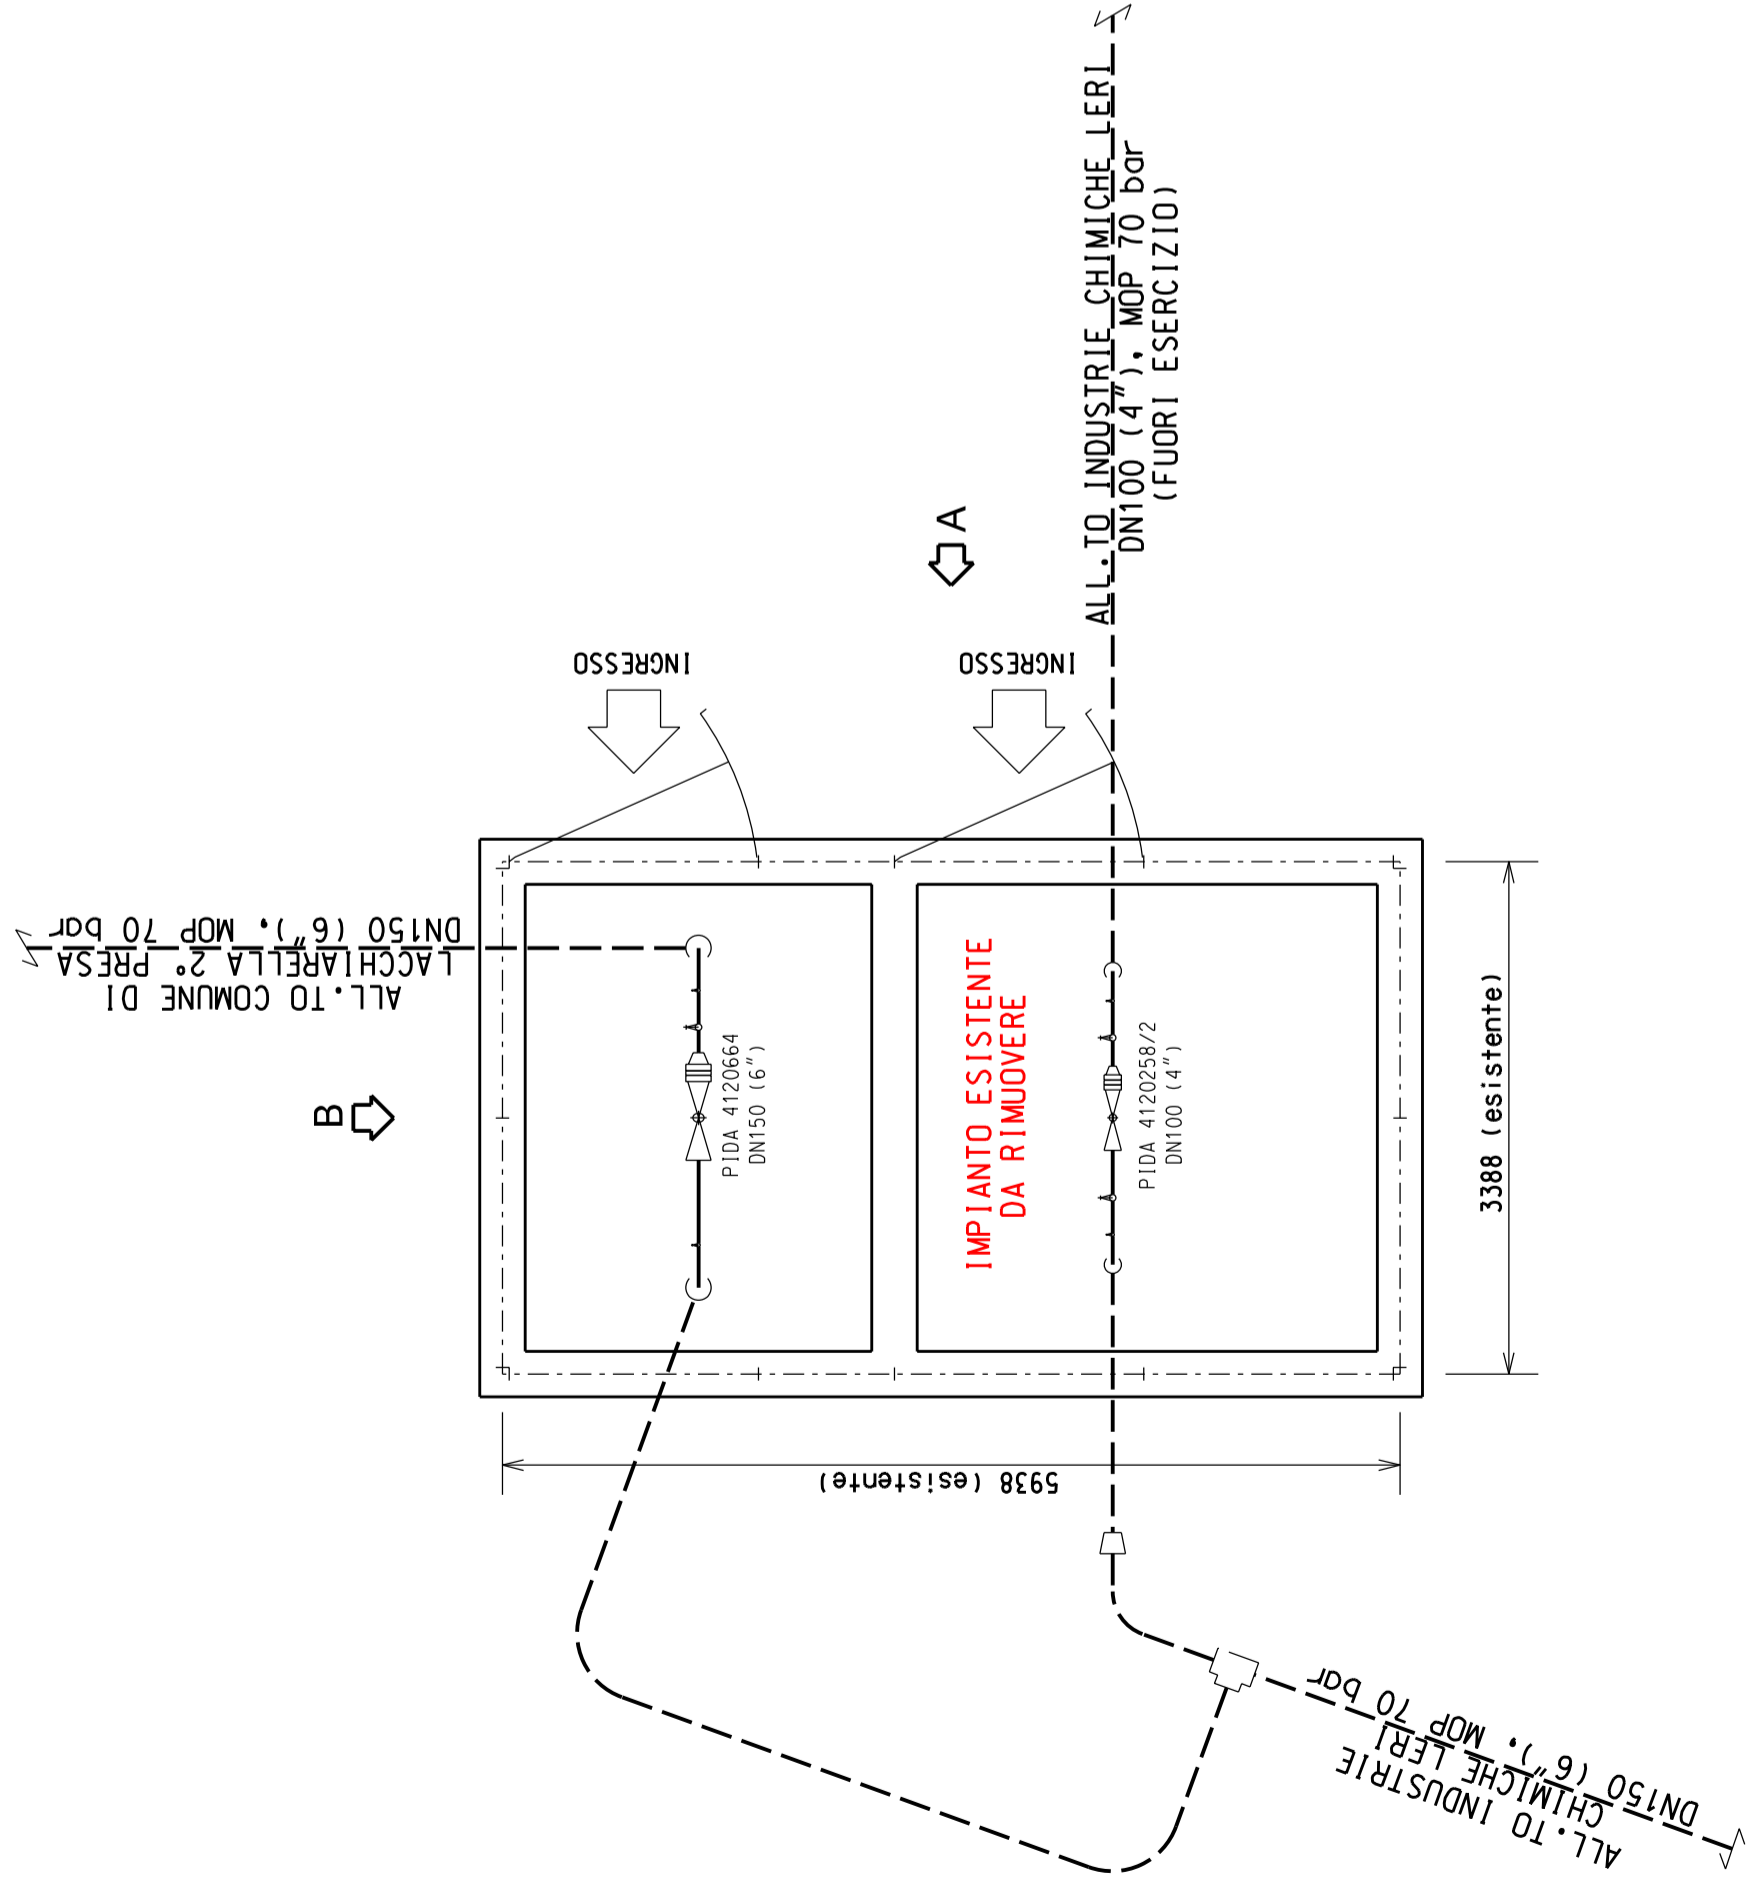 ALL.TO INDUSTRIE CHIMICHE LERI
DN100 (4"), MOP 70 bar
(FUORI ESERCIZIO)
A
INGRESSO
INGRESSO
ALL.TO COMUNE DI
LACCHIARELLA 2° PRESA
DN150 (6"), MOP 70 bar
B
PIDA 4120664
DN150 (6")
IMPIANTO ESISTENTE
DA RIMUOVERE
PIDA 4120258/2
DN100 (4")
3388 (esistente)
5938 (esistente)
ALL.TO INDUSTRIE
CHIMICHE LERI
DN150 (6"), MOP 70 bar